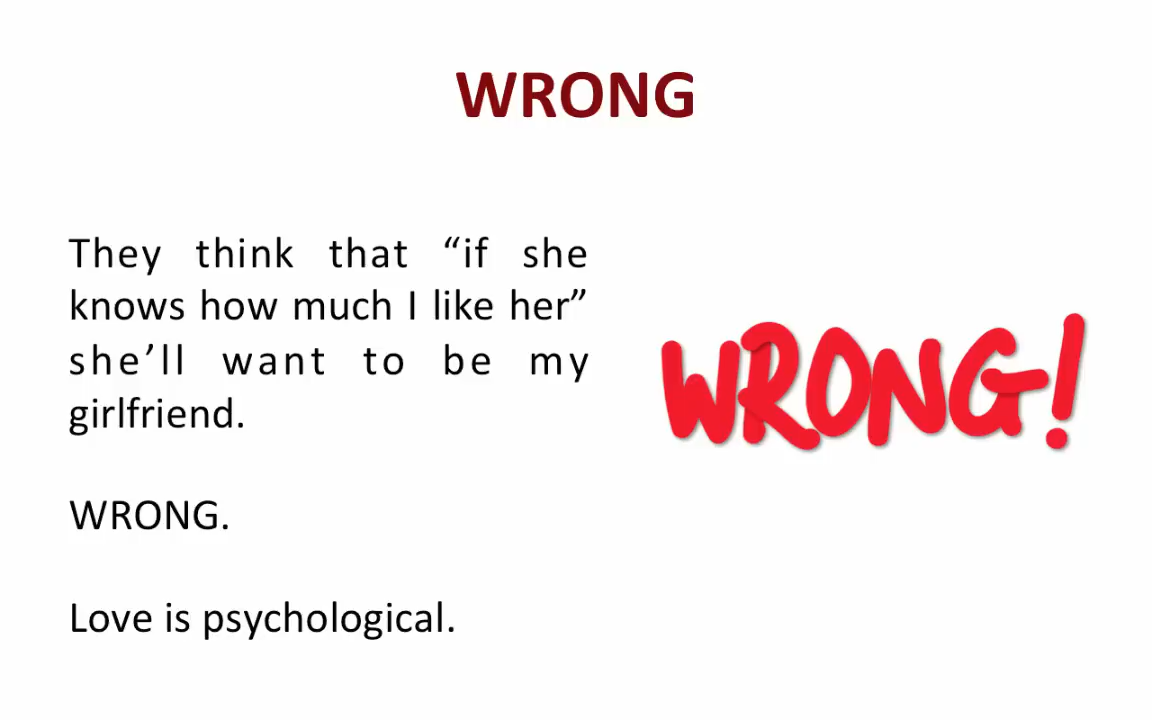 WRONG
They think that “if she
knows how much I like her”
she’ll want to be my
girlfriend.
WRONG!
WRONG.
Love is psychological.